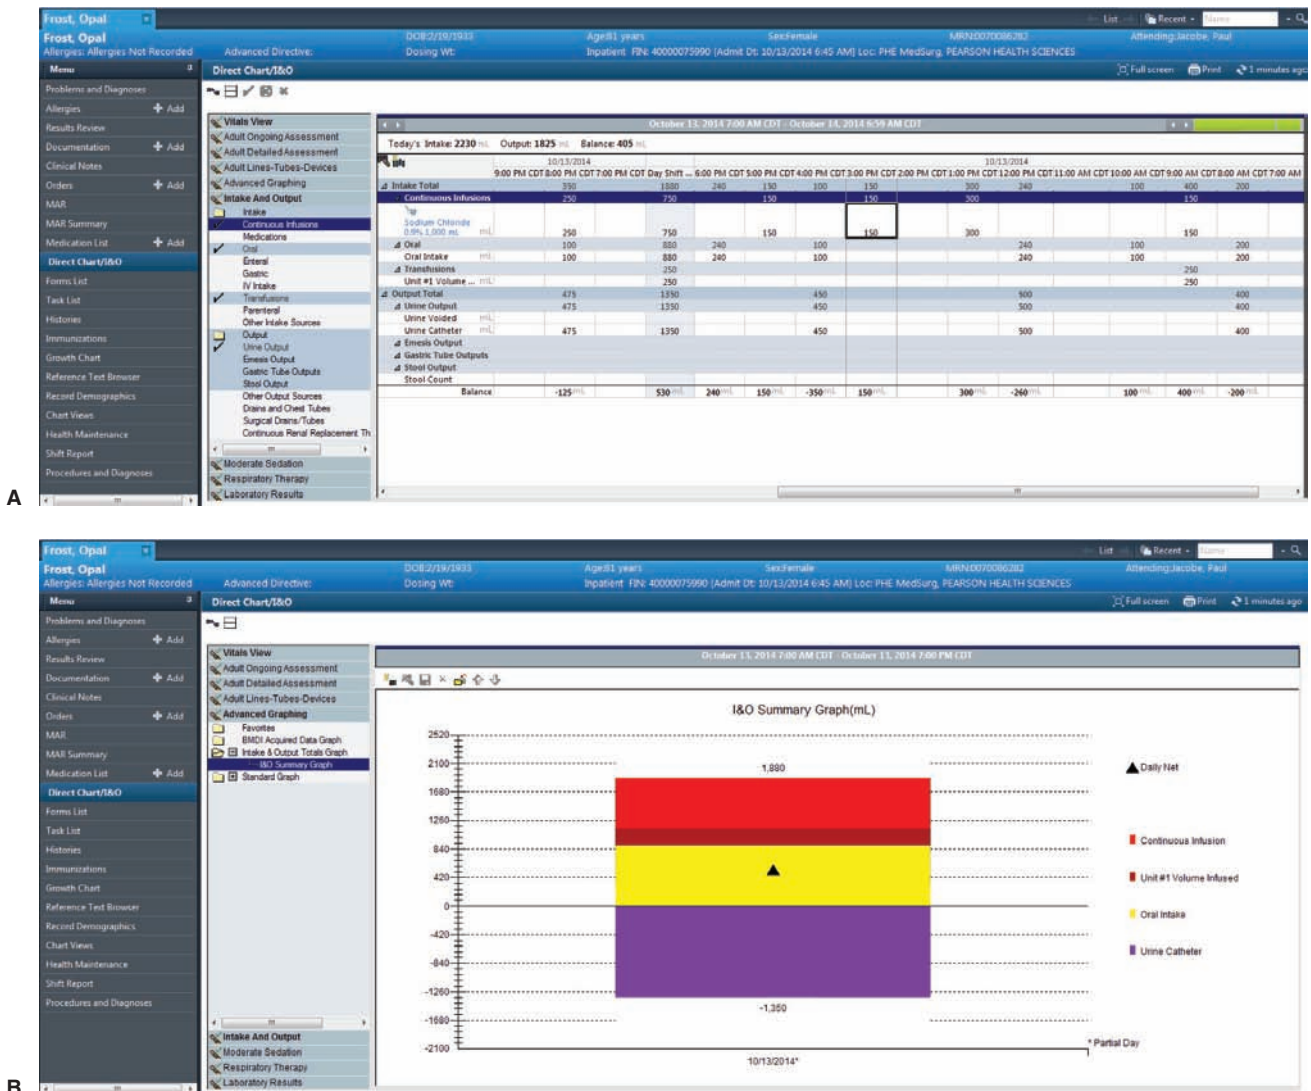 Frost, Opal
List
Recent
Name
Frost, Opal
DOB:2/19/1933
Age:81 years
Sex:Female
MRN:0070086282
Attending:Jacobe, Paul
Allergies: Allergies Not Recorded
Advanced Directive:
Dosing Wt:
Inpatient FIN: 40000075990 [Admit Dt: 10/13/2014 6:45 AM] Loc: PHE MedSurg, PEARSON HEALTH SCIENCES
Menu
Direct Chart/I&O
Full screen
Print
1 minutes ago
Problems and Diagnoses
Allergies
Add
Results Review
Documentation
Add
Clinical Notes
Orders
Add
MAR
MAR Summary
Medication List
Add
Direct Chart/I&O
Forms List
Task List
Histories
Immunizations
Growth Chart
Reference Text Browser
Record Demographics
Chart Views
Health Maintenance
Shift Report
Procedures and Diagnoses
Vitals View
Adult Ongoing Assessment
Adult Detailed Assessment
Adult Lines-Tubes-Devices
Advanced Graphing
Intake And Output
Intake
Continuous Infusions
Medications
Oral
Enteral
Gastric
IV Intake
Transfusions
Parenteral
Other Intake Sources
Output
Urine Output
Emesis Output
Gastric Tube Outputs
Stool Output
Other Output Sources
Drains and Chest Tubes
Surgical Drains/Tubes
Continuous Renal Replacement Th
Moderate Sedation
Respiratory Therapy
Laboratory Results
October 13, 2014 7:00 AM CDT - October 14, 2014 6:59 AM CDT
Today's Intake: 2230 mL Output: 1825 mL Balance: 405 mL
10/13/2014 10/13/2014
9:00 PM CDT 8:00 PM CDT 7:00 PM CDT Day Shift ... 6:00 PM CDT 5:00 PM CDT 4:00 PM CDT 3:00 PM CDT 2:00 PM CDT 1:00 PM CDT 12:00 PM CDT 11:00 AM CDT 10:00 AM CDT 9:00 AM CDT 8:00 AM CDT 7:00 AM
Intake Total 350 1880 240 150 100 150 300 240 100 400 200
Continuous Infusions 250 750 150 150 300 150
Sodium Chloride
0.9% 1,000 mL mL 250 750 150 150 300 150
Oral 100 880 240 100 240 100 200
Oral Intake mL 100 880 240 100 240 100 200
Transfusions 250 250
Unit #1 Volume ... mL 250 250
Output Total 475 1350 450 500 400
Urine Output 475 1350 450 500 400
Urine Voided mL
Urine Catheter mL 475 1350 450 500 400
Emesis Output
Gastric Tube Outputs
Stool Output
Stool Count
Balance -125 mL 530 mL 240 mL 150 mL -350 mL 150 mL 300 mL -260 mL 100 mL 400 mL -200 mL
A
Frost, Opal
List
Recent
Name
Frost, Opal
DOB:2/19/1933
Age:81 years
Sex:Female
MRN:0070086282
Attending:Jacobe, Paul
Allergies: Allergies Not Recorded
Advanced Directive:
Dosing Wt:
Inpatient FIN: 40000075990 [Admit Dt: 10/13/2014 6:45 AM] Loc: PHE MedSurg, PEARSON HEALTH SCIENCES
Menu
Direct Chart/I&O
Full screen
Print
1 minutes ago
Problems and Diagnoses
Allergies
Add
Results Review
Documentation
Add
Clinical Notes
Orders
Add
MAR
MAR Summary
Medication List
Add
Direct Chart/I&O
Forms List
Task List
Histories
Immunizations
Growth Chart
Reference Text Browser
Record Demographics
Chart Views
Health Maintenance
Shift Report
Procedures and Diagnoses
Vitals View
Adult Ongoing Assessment
Adult Detailed Assessment
Adult Lines-Tubes-Devices
Advanced Graphing
Favorites
BMDI Acquired Data Graph
Intake & Output Totals Graph
I&O Summary Graph
Standard Graph
Intake And Output
Moderate Sedation
Respiratory Therapy
Laboratory Results
October 13, 2014 7:00 AM CDT - October 13, 2014 7:00 PM CDT
I&O Summary Graph(mL)
2520
2100
1680
1260
840
420
0
-420
-840
-1260
-1680
-2100
1,880
-1,350
10/13/2014*
Daily Net
Continuous Infusion
Unit #1 Volume Infused
Oral Intake
Urine Catheter
* Partial Day
B